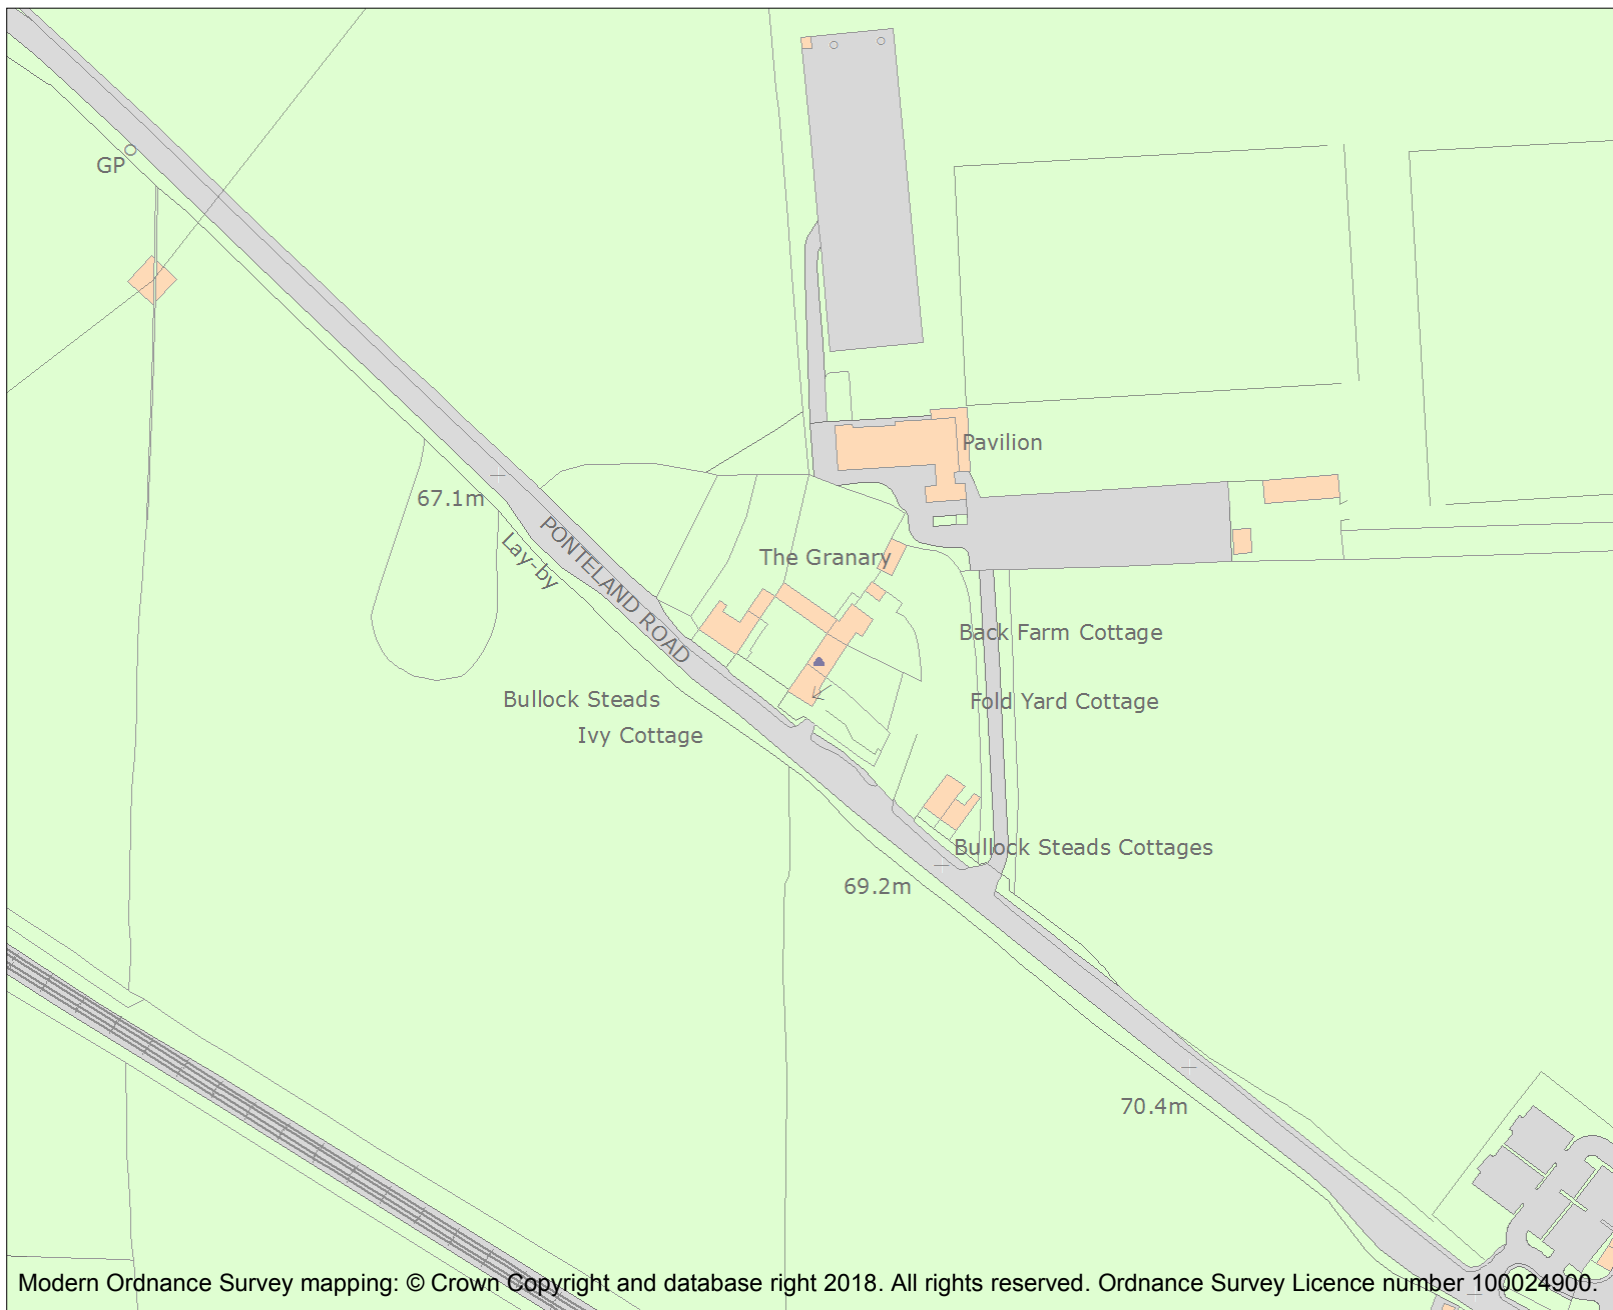 GP
Pavilion
67.1m
PONTELAND ROAD
Lay-by
The Granary
Back Farm Cottage
Bullock Steads
Fold Yard Cottage
Ivy Cottage
Bullock Steads Cottages
69.2m
70.4m
Modern Ordnance Survey mapping: © Crown Copyright and database right 2018. All rights reserved. Ordnance Survey Licence number 100024900.